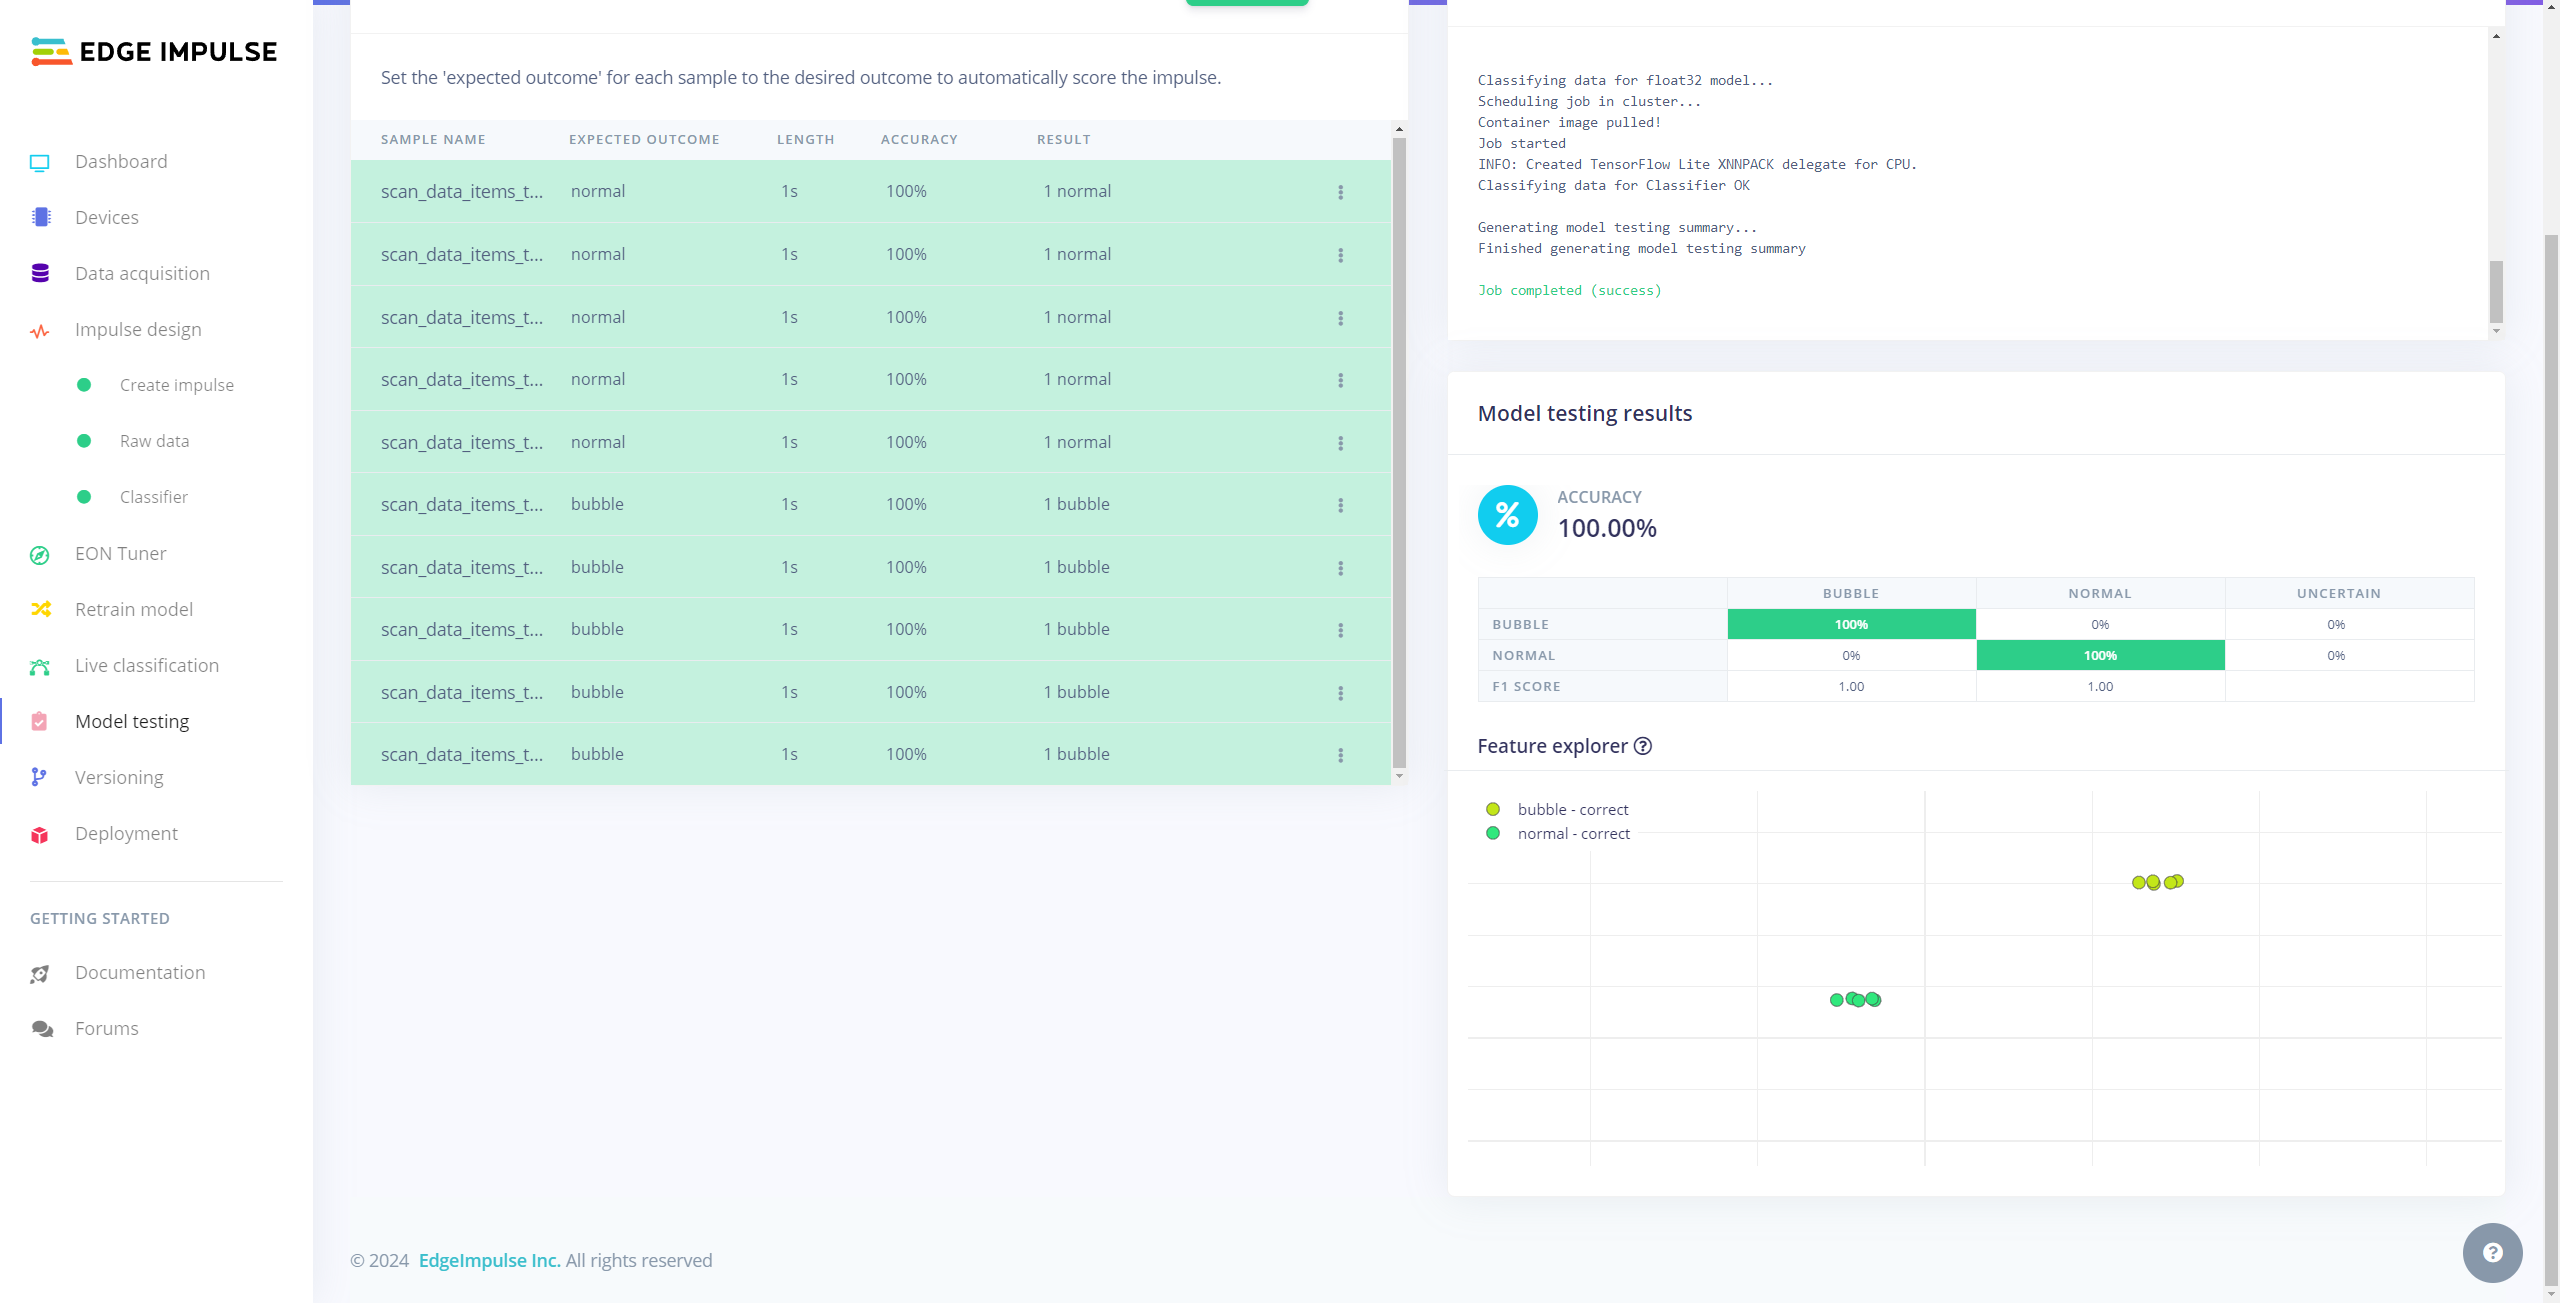 EDGE IMPULSE
Dashboard
Devices
Data acquisition
Impulse design
Create impulse
Raw data
Classifier
EON Tuner
Retrain model
Live classification
Model testing
Versioning
Deployment
GETTING STARTED
Documentation
Forums
Set the 'expected outcome' for each sample to the desired outcome to automatically score the impulse.
SAMPLE NAME EXPECTED OUTCOME LENGTH ACCURACY RESULT
scan_data_items_t... normal 1s 100% 1 normal
scan_data_items_t... normal 1s 100% 1 normal
scan_data_items_t... normal 1s 100% 1 normal
scan_data_items_t... normal 1s 100% 1 normal
scan_data_items_t... normal 1s 100% 1 normal
scan_data_items_t... bubble 1s 100% 1 bubble
scan_data_items_t... bubble 1s 100% 1 bubble
scan_data_items_t... bubble 1s 100% 1 bubble
scan_data_items_t... bubble 1s 100% 1 bubble
scan_data_items_t... bubble 1s 100% 1 bubble
Classifying data for float32 model...
Scheduling job in cluster...
Container image pulled!
Job started
INFO: Created TensorFlow Lite XNNPACK delegate for CPU.
Classifying data for Classifier OK
Generating model testing summary...
Finished generating model testing summary
Job completed (success)
Model testing results
%
ACCURACY
100.00%
BUBBLE NORMAL UNCERTAIN
BUBBLE 100% 0% 0%
NORMAL 0% 100% 0%
F1 SCORE 1.00 1.00
Feature explorer ?
bubble - correct
normal - correct
© 2024 EdgeImpulse Inc. All rights reserved
?